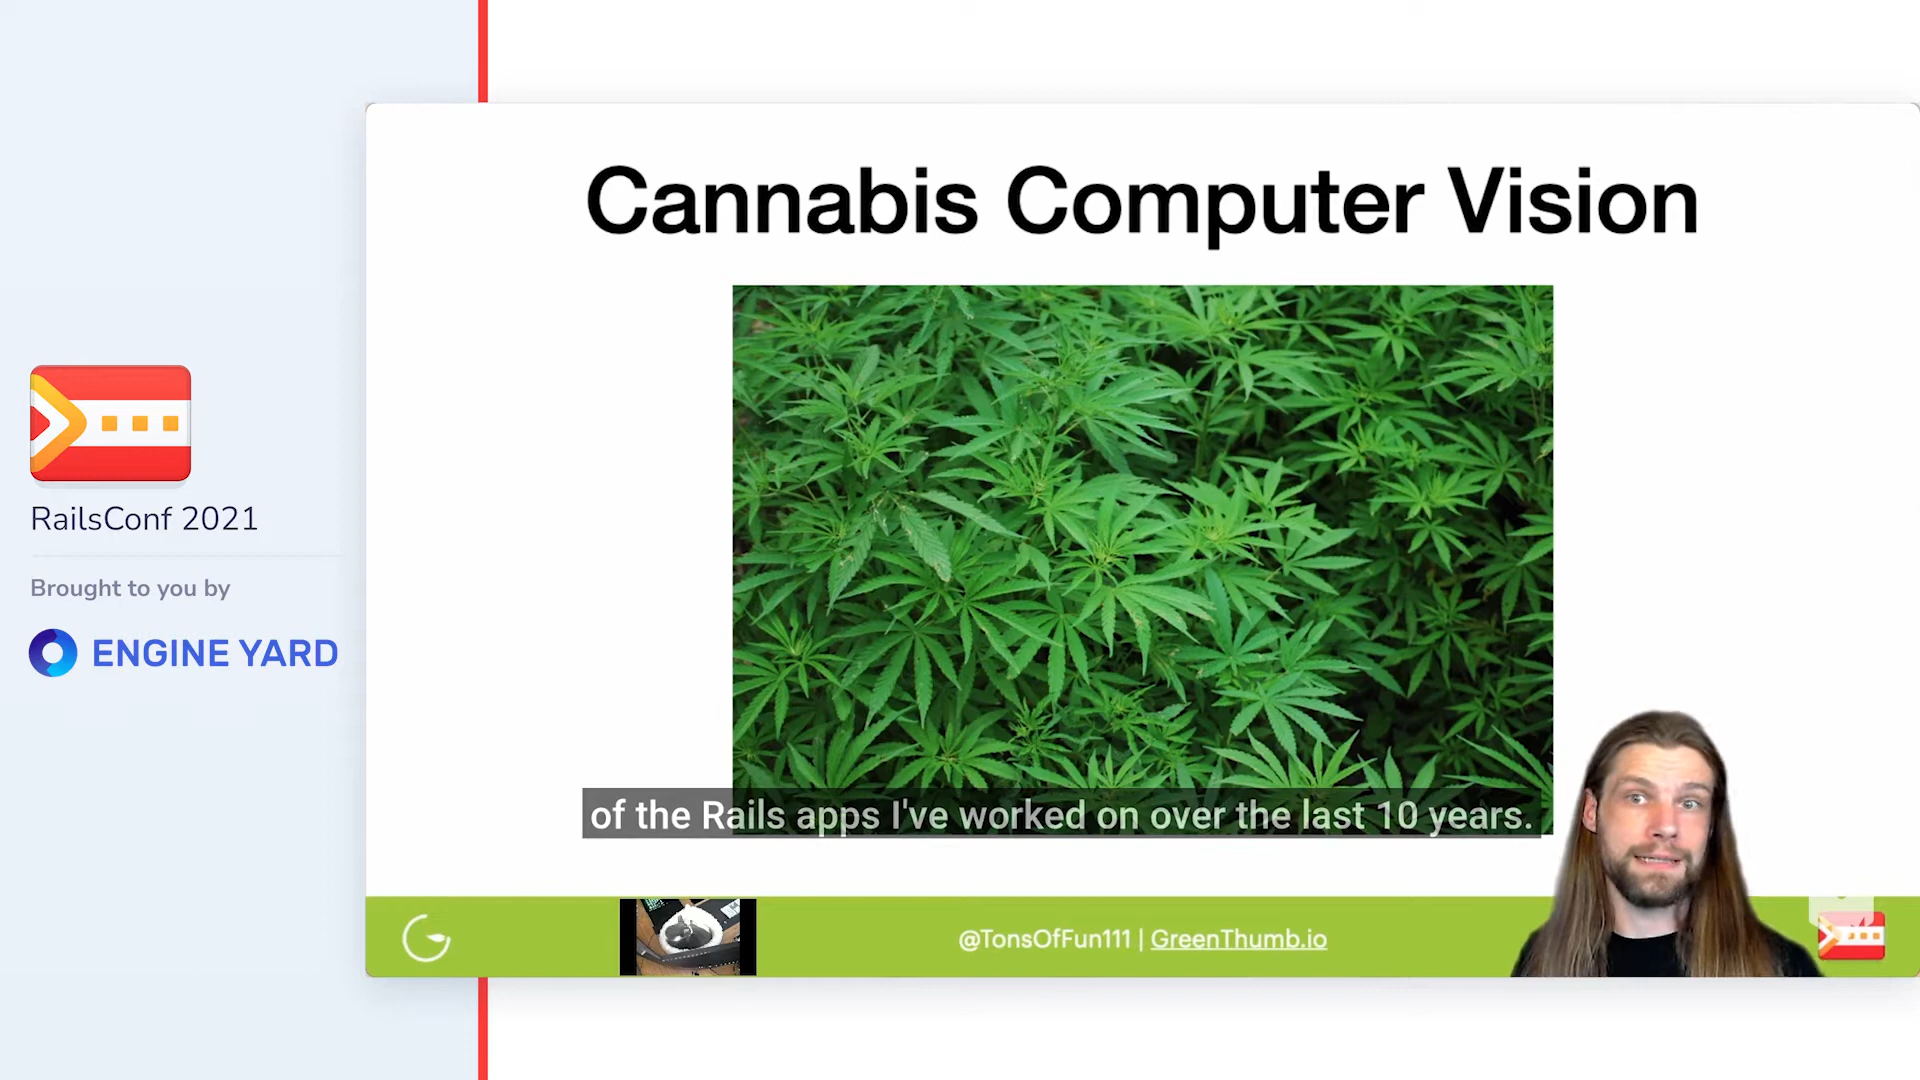 Cannabis Computer Vision
RailsConf 2021
Brought to you by
ENGINE YARD
of the Rails apps I've worked on over the last 10 years.
@TonsOfFun111 | GreenThumb.io